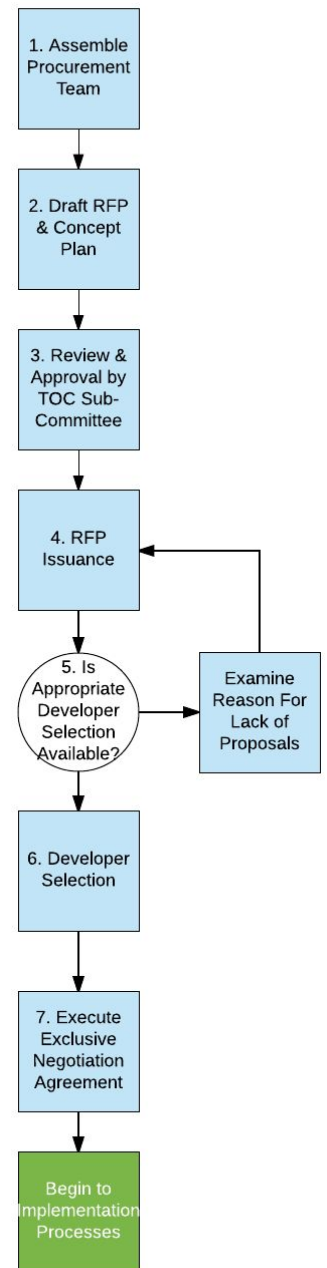 1. Assemble
Procurement
Team
2. Draft RFP
& Concept
Plan
3. Review &
Approval by
TOC Sub-
Committee
4. RFP
Issuance
5. Is
Appropriate
Developer
Selection
Available?
Examine
Reason For
Lack of
Proposals
6. Developer
Selection
7. Execute
Exclusive
Negotiation
Agreement
Begin to
Implementation
Processes